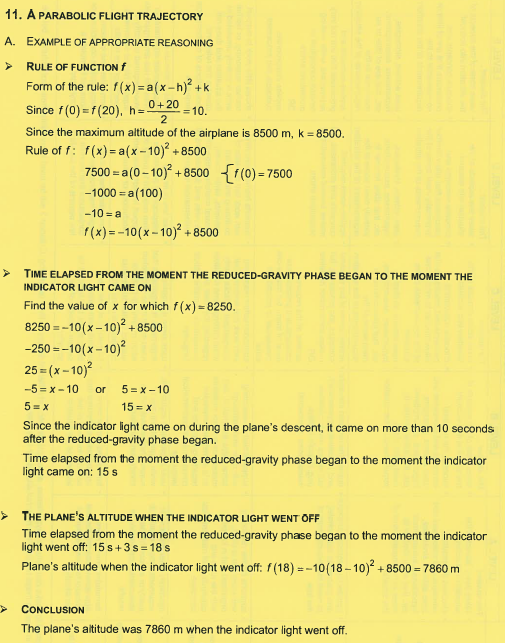 11. A PARABOLIC FLIGHT TRAJECTORY
A. EXAMPLE OF APPROPRIATE REASONING
➢ RULE OF FUNCTION f
Form of the rule: f(x) = a(x – h)² + k
Since f(0) = f(20), h = (0 + 20)/2 = 10.
Since the maximum altitude of the airplane is 8500 m, k = 8500.
Rule of f: f(x) = a(x – 10)² + 8500
7500 = a(0 – 10)² + 8500 {f(0) = 7500
–1000 = a(100)
–10 = a
f(x) = –10(x – 10)² + 8500
➢ TIME ELAPSED FROM THE MOMENT THE REDUCED-GRAVITY PHASE BEGAN TO THE MOMENT THE
INDICATOR LIGHT CAME ON
Find the value of x for which f(x) = 8250.
8250 = –10(x – 10)² + 8500
–250 = –10(x – 10)²
25 = (x – 10)²
–5 = x – 10 or 5 = x – 10
5 = x 15 = x
Since the indicator light came on during the plane's descent, it came on more than 10 seconds
after the reduced-gravity phase began.
Time elapsed from the moment the reduced-gravity phase began to the moment the indicator
light came on: 15 s
➢ THE PLANE'S ALTITUDE WHEN THE INDICATOR LIGHT WENT OFF
Time elapsed from the moment the reduced-gravity phase began to the moment the indicator
light went off: 15 s + 3 s = 18 s
Plane's altitude when the indicator light went off: f(18) = –10(18 – 10)² + 8500 = 7860 m
➢ CONCLUSION
The plane's altitude was 7860 m when the indicator light went off.